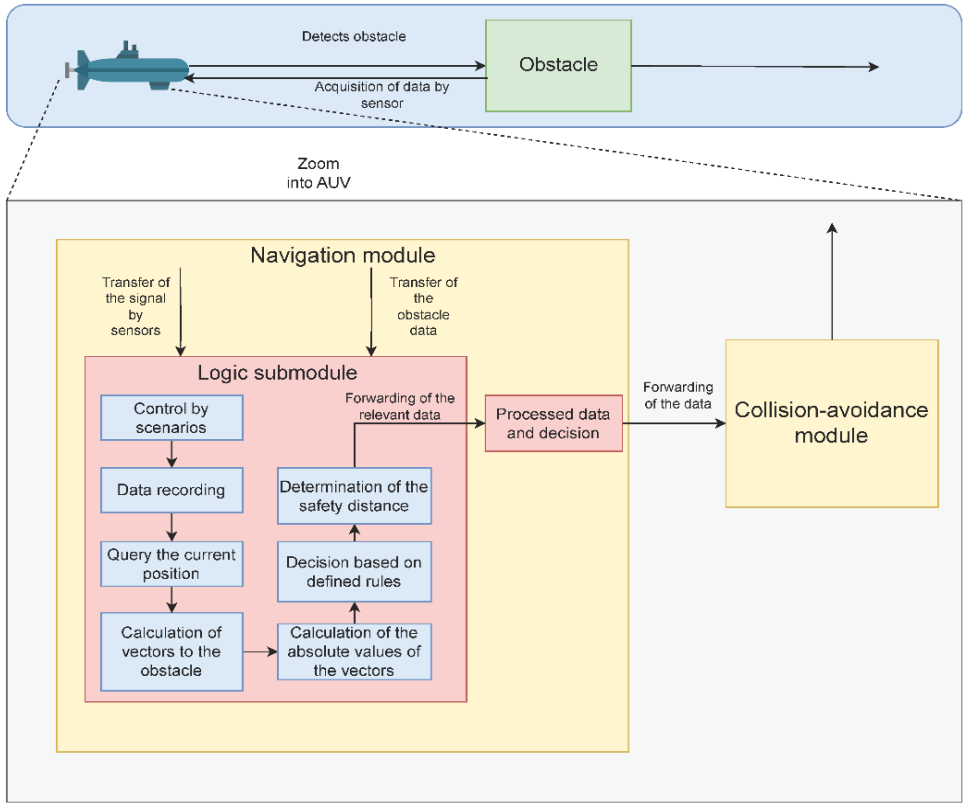 Detects obstacle
Obstacle
Acquisition of data by
sensor
Zoom
into AUV
Navigation module
Transfer of
the signal
by
sensors
Transfer of
the
obstacle
data
Logic submodule
Control by
scenarios
Data recording
Query the current
position
Calculation of
vectors to the
obstacle
Calculation of the
absolute values of
the vectors
Decision based on
defined rules
Determination of the
safety distance
Forwarding of the
relevant data
Processed data
and decision
Forwarding
of the data
Collision-avoidance
module